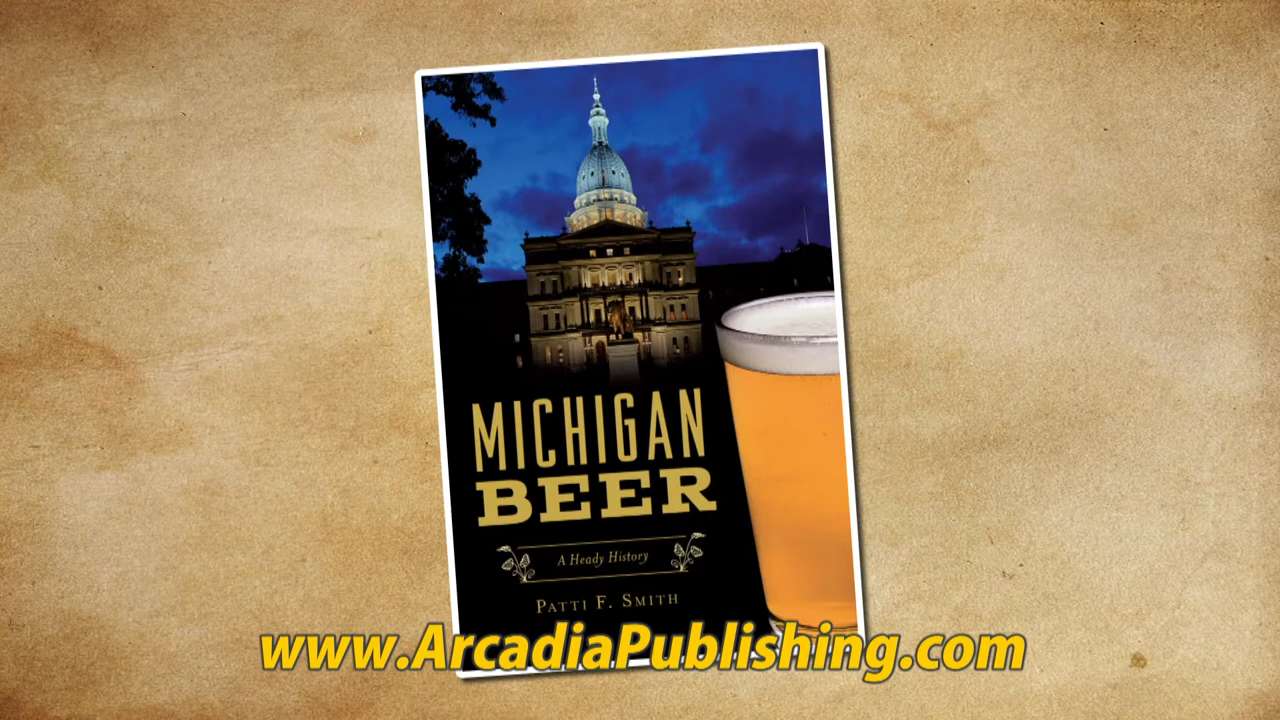 MICHIGAN
BEER
A Heady History
PATTI F. SMITH
www.ArcadiaPublishing.com